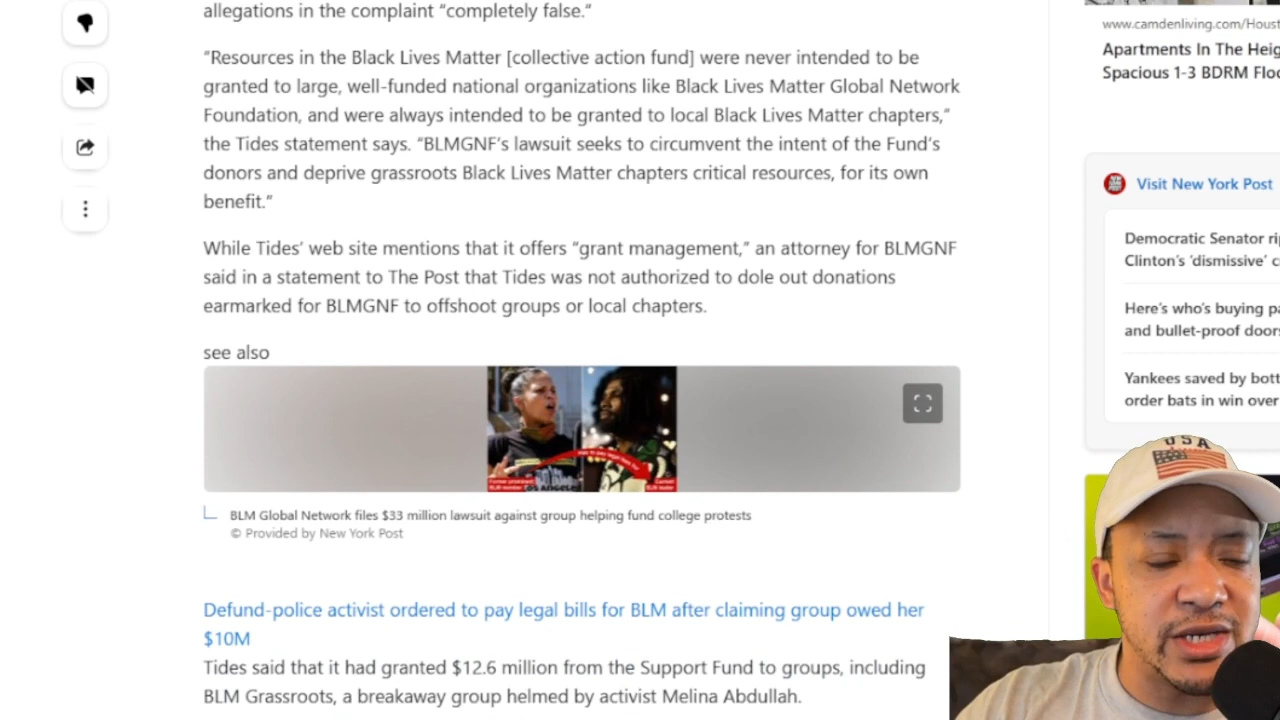 allegations in the complaint “completely false.”
“Resources in the Black Lives Matter [collective action fund] were never intended to be
granted to large, well-funded national organizations like Black Lives Matter Global Network
Foundation, and were always intended to be granted to local Black Lives Matter chapters,”
the Tides statement says. “BLMGNF’s lawsuit seeks to circumvent the intent of the Fund’s
donors and deprive grassroots Black Lives Matter chapters critical resources, for its own
benefit.”
While Tides’ web site mentions that it offers “grant management,” an attorney for BLMGNF
said in a statement to The Post that Tides was not authorized to dole out donations
earmarked for BLMGNF to offshoot groups or local chapters.
see also
BLM Global Network files $33 million lawsuit against group helping fund college protests
© Provided by New York Post
Defund-police activist ordered to pay legal bills for BLM after claiming group owed her
$10M
Tides said that it had granted $12.6 million from the Support Fund to groups, including
BLM Grassroots, a breakaway group helmed by activist Melina Abdullah.
www.camdenliving.com/Houst
Apartments In The Heig
Spacious 1-3 BDRM Floo
Visit New York Post
Democratic Senator rip
Clinton’s ‘dismissive’ c
Here’s who’s buying pa
and bullet-proof doors
Yankees saved by bott
order bats in win over
USA